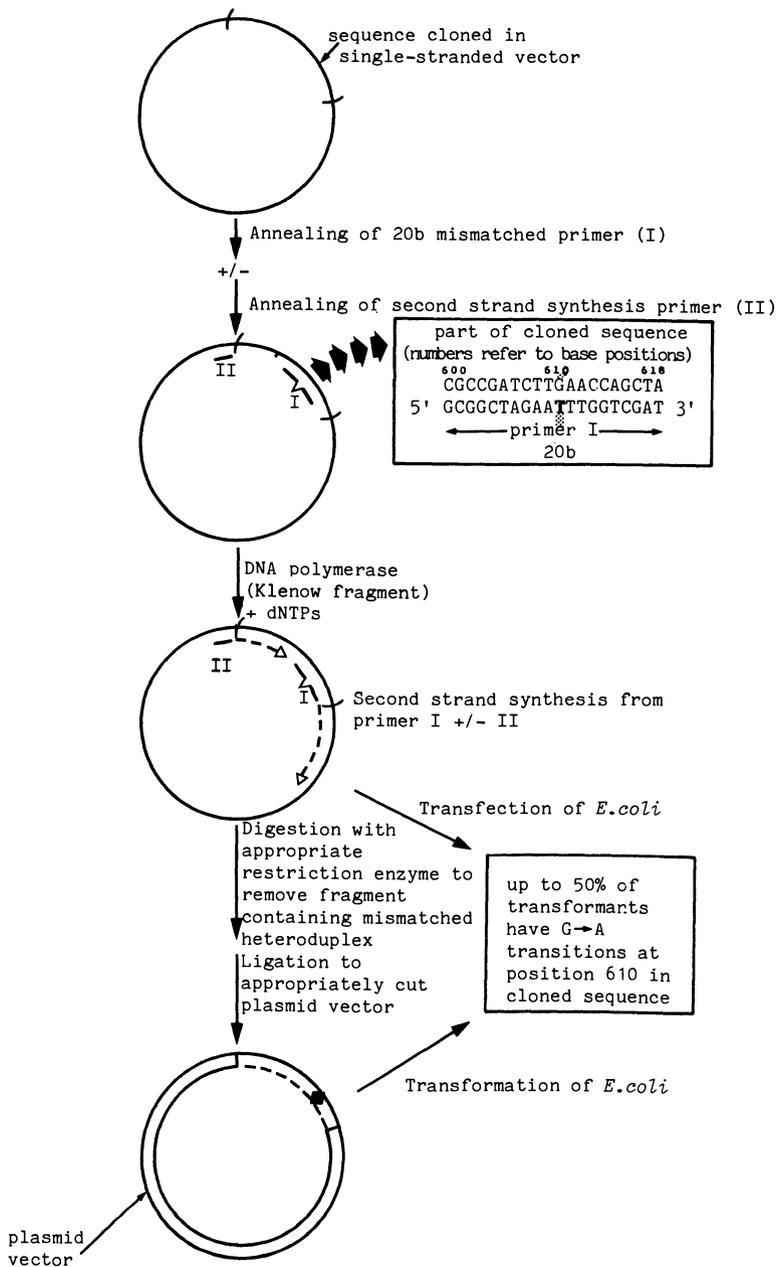 sequence cloned in
single-stranded vector
Annealing of 20b mismatched primer (I)
+/-
Annealing of second strand synthesis primer (II)
II
I
part of cloned sequence
(numbers refer to base positions)
600 610 618
CGCCGATCTTGAACCAGCTA
5' GCGGCTAGAATTTGGTCGAT 3'
primer I
20b
DNA polymerase
(Klenow fragment)
+ dNTPs
II
I
Second strand synthesis from
primer I +/- II
Transfection of E.coli
Digestion with
appropriate
restriction enzyme to
remove fragment
containing mismatched
heteroduplex
Ligation to
appropriately cut
plasmid vector
up to 50% of
transformants
have G→A
transitions at
position 610 in
cloned sequence
Transformation of E.coli
plasmid
vector